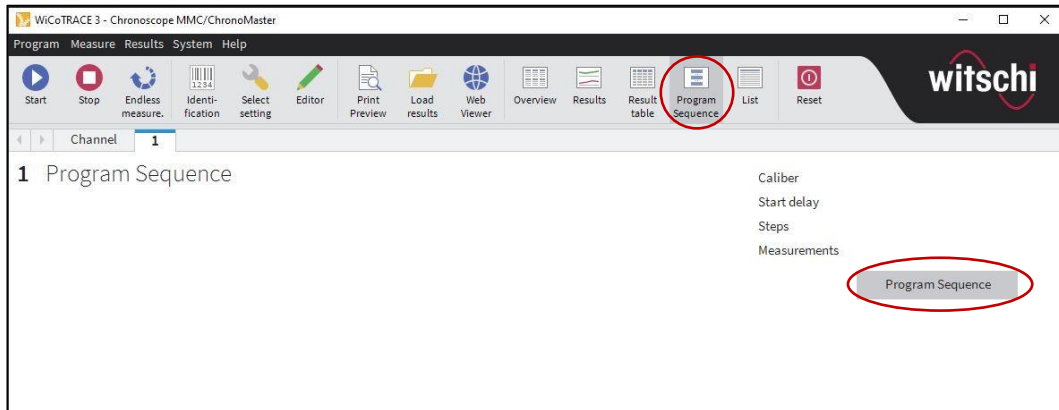 WiCoTRACE 3 - Chronoscope MMC/ChronoMaster
Program Measure Results System Help
witschi
Start Stop Endless measure. Identi-fication Select setting Editor Print Preview Load results Web Viewer Overview Results Result table Program Sequence List Reset
1234
Channel 1
1 Program Sequence
Caliber
Start delay
Steps
Measurements
Program Sequence